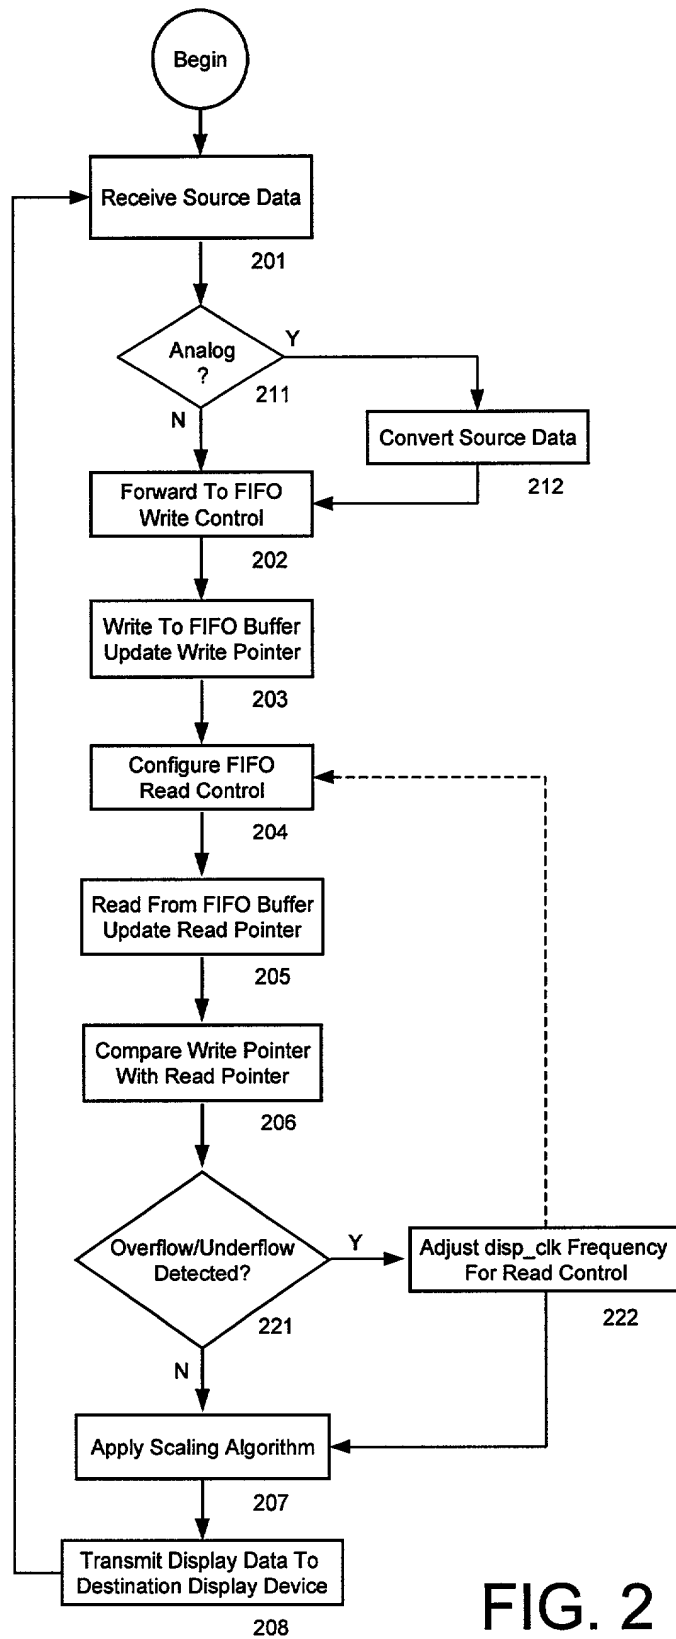 Begin
Receive Source Data
201
Analog
?
Y
211
N
Convert Source Data
212
Forward To FIFO
Write Control
202
Write To FIFO Buffer
Update Write Pointer
203
Configure FIFO
Read Control
204
Read From FIFO Buffer
Update Read Pointer
205
Compare Write Pointer
With Read Pointer
206
Overflow/Underflow
Detected?
Y
221
N
Adjust disp_clk Frequency
For Read Control
222
Apply Scaling Algorithm
207
Transmit Display Data To
Destination Display Device
208
FIG. 2